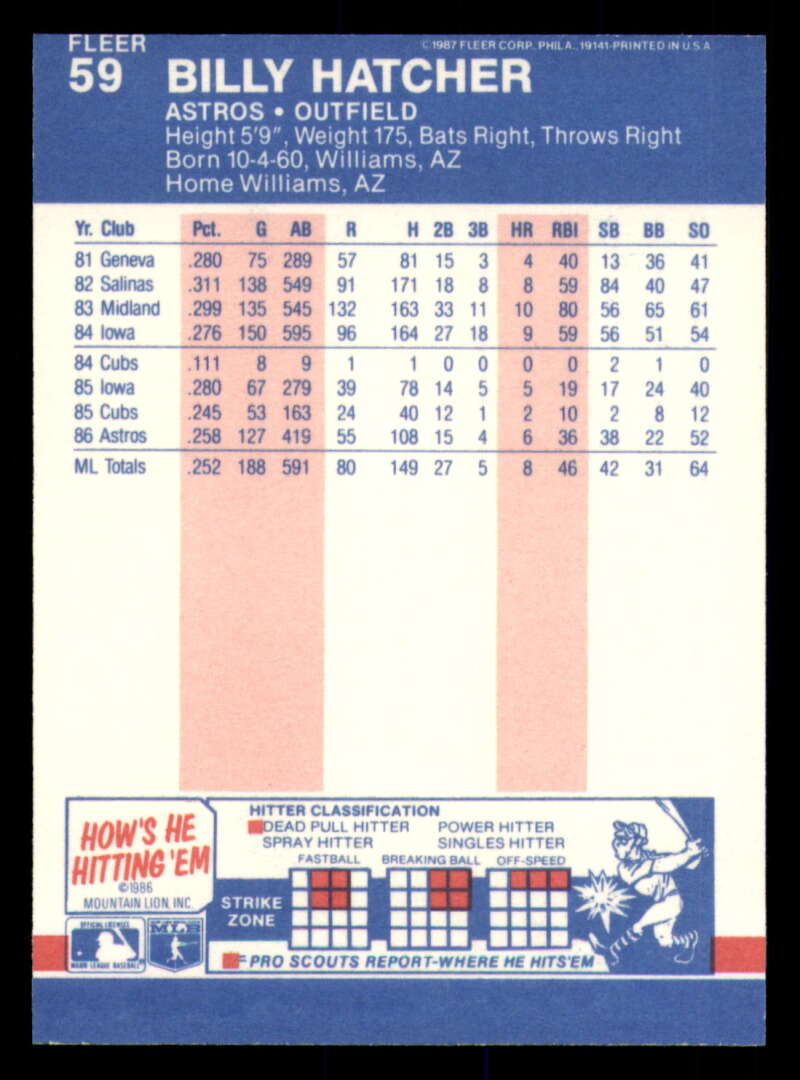 FLEER ©1987 FLEER CORP. PHILA., 19141-PRINTED IN U.S.A.
59 BILLY HATCHER
ASTROS • OUTFIELD
Height 5'9", Weight 175, Bats Right, Throws Right
Born 10-4-60, Williams, AZ
Home Williams, AZ
Yr. Club Pct. G AB R H 2B 3B HR RBI SB BB SO
81 Geneva .280 75 289 57 81 15 3 4 40 13 36 41
82 Salinas .311 138 549 91 171 18 8 8 59 84 40 47
83 Midland .299 135 545 132 163 33 11 10 80 56 65 61
84 Iowa .276 150 595 96 164 27 18 9 59 56 51 54
84 Cubs .111 8 9 1 1 0 0 0 0 2 1 0
85 Iowa .280 67 279 39 78 14 5 5 19 17 24 40
85 Cubs .245 53 163 24 40 12 1 2 10 2 8 12
86 Astros .258 127 419 55 108 15 4 6 36 38 22 52
ML Totals .252 188 591 80 149 27 5 8 46 42 31 64
HOW'S HE
HITTING 'EM
©1986
MOUNTAIN LION, INC.
OFFICIAL LICENSEE
MAJOR LEAGUE BASEBALL
MLB
HITTER CLASSIFICATION
DEAD PULL HITTER POWER HITTER
SPRAY HITTER SINGLES HITTER
FASTBALL BREAKING BALL OFF-SPEED
STRIKE
ZONE
= PRO SCOUTS REPORT-WHERE HE HITS'EM